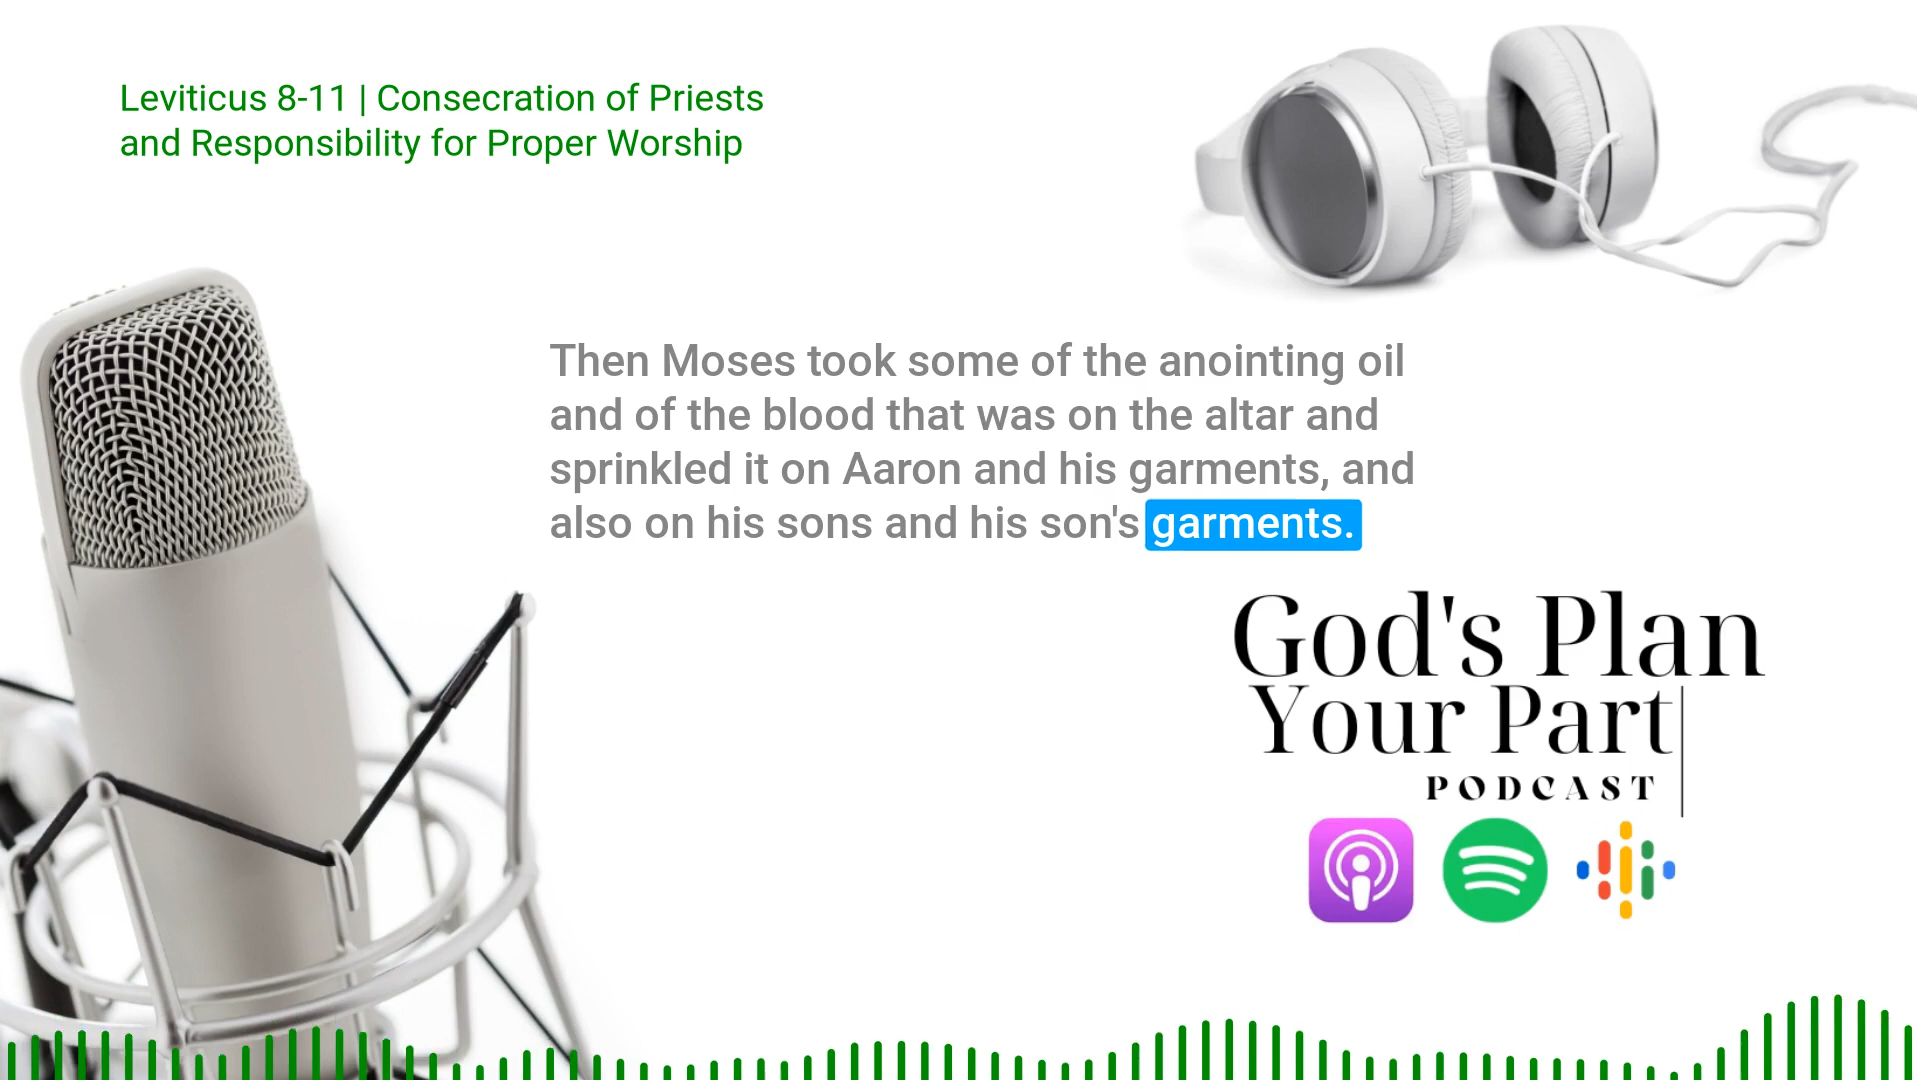 Leviticus 8-11 | Consecration of Priests
and Responsibility for Proper Worship
Then Moses took some of the anointing oil
and of the blood that was on the altar and
sprinkled it on Aaron and his garments, and
also on his sons and his son's garments.
God's Plan
Your Part
PODCAST